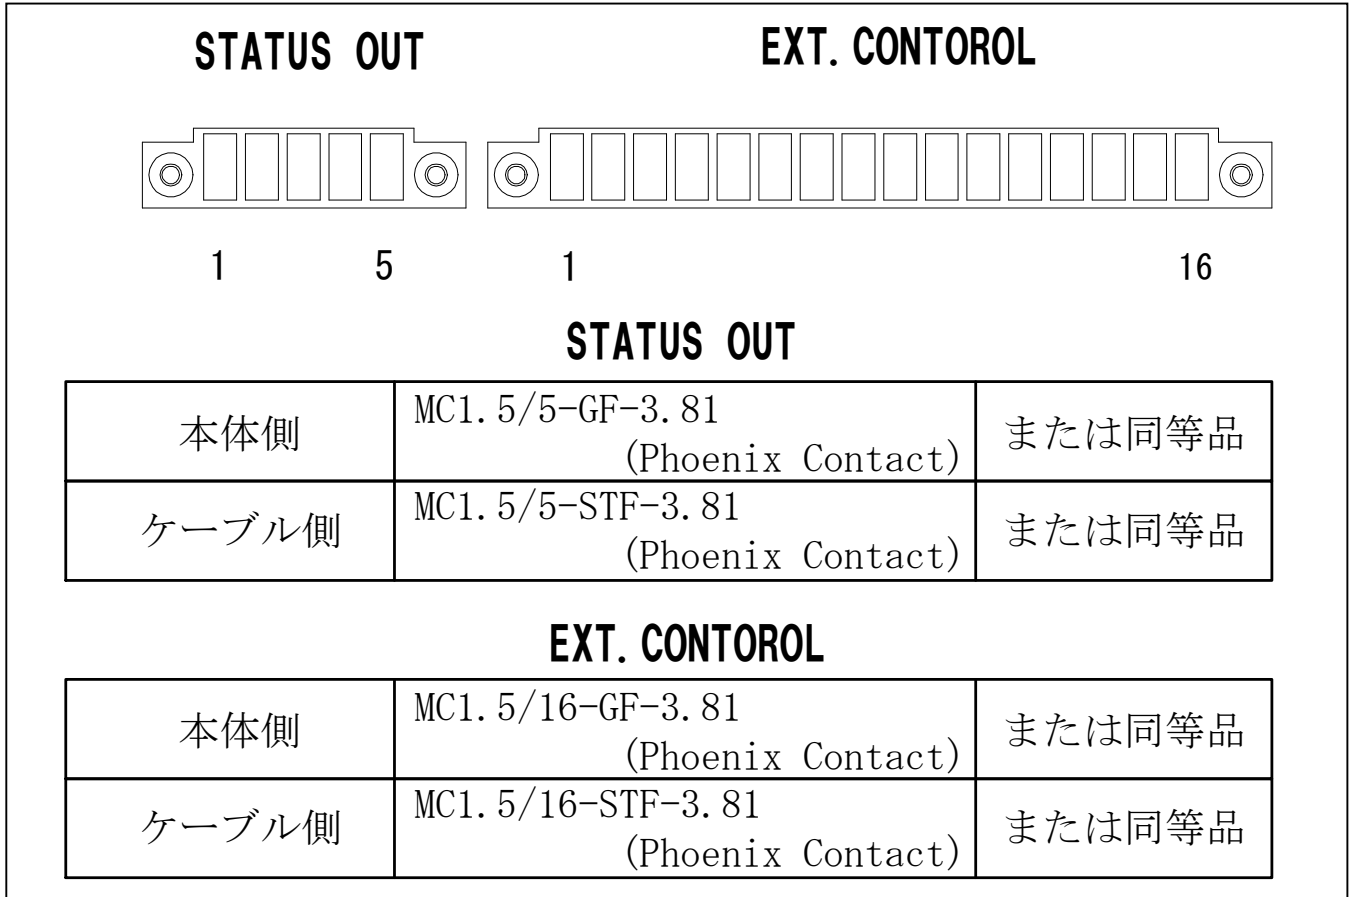 STATUS OUT
EXT. CONTOROL
1
5
1
16
STATUS OUT
本体側
MC1.5/5-GF-3.81
(Phoenix Contact)
または同等品
ケーブル側
MC1.5/5-STF-3.81
(Phoenix Contact)
または同等品
EXT. CONTOROL
本体側
MC1.5/16-GF-3.81
(Phoenix Contact)
または同等品
ケーブル側
MC1.5/16-STF-3.81
(Phoenix Contact)
または同等品